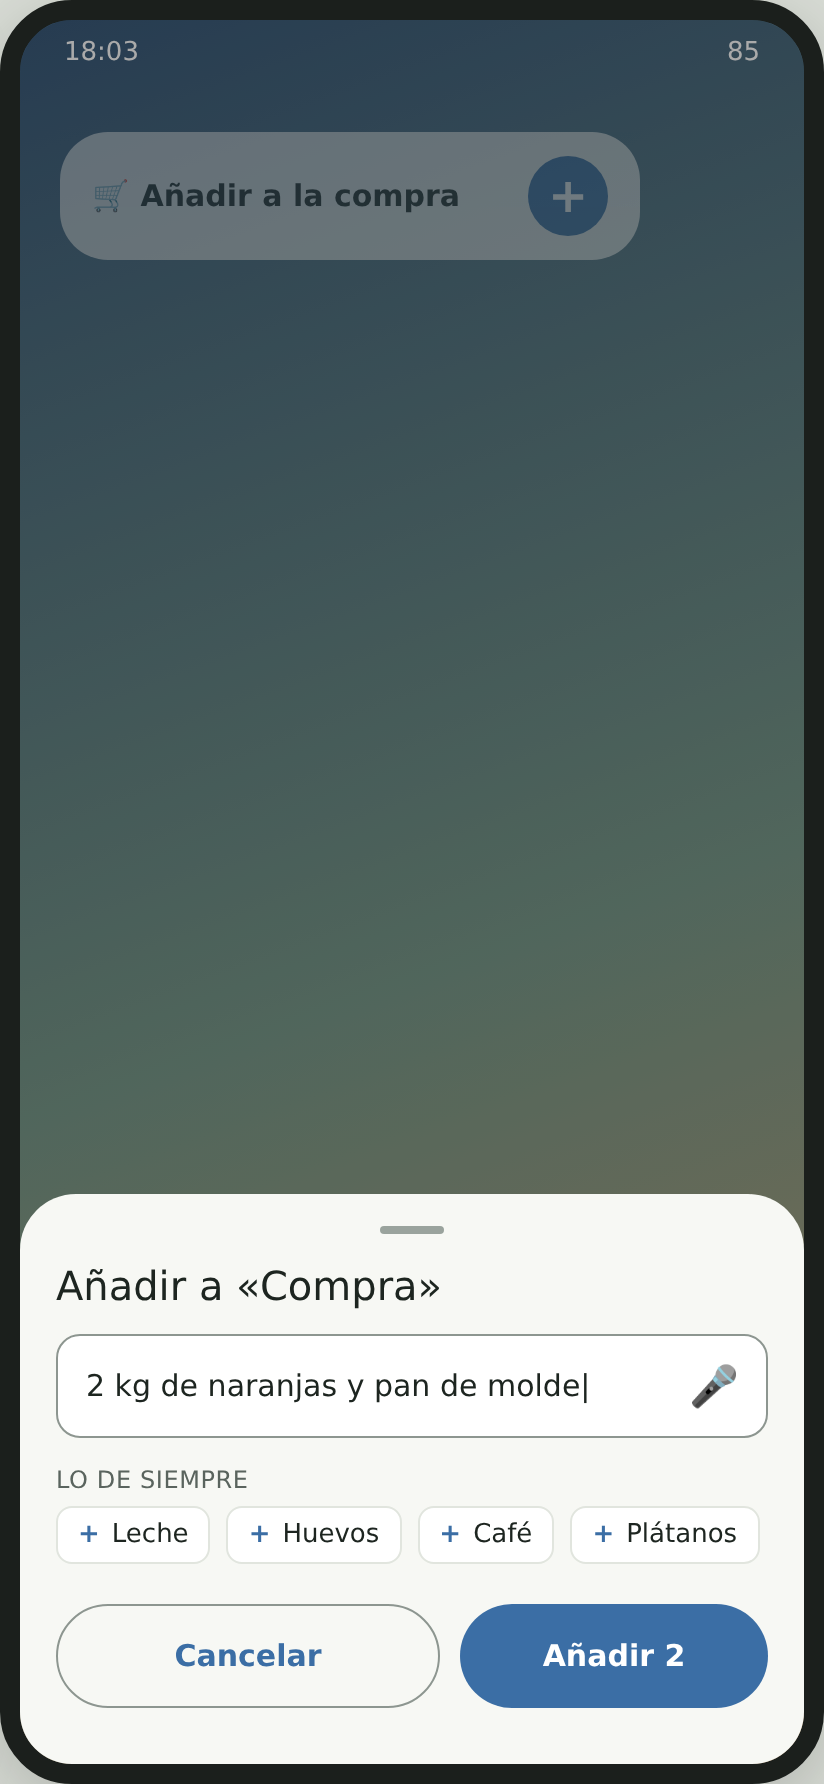 18:03 85
Añadir a la compra +
Añadir a «Compra»
2 kg de naranjas y pan de molde|
LO DE SIEMPRE
+ Leche + Huevos + Café + Plátanos
Cancelar Añadir 2